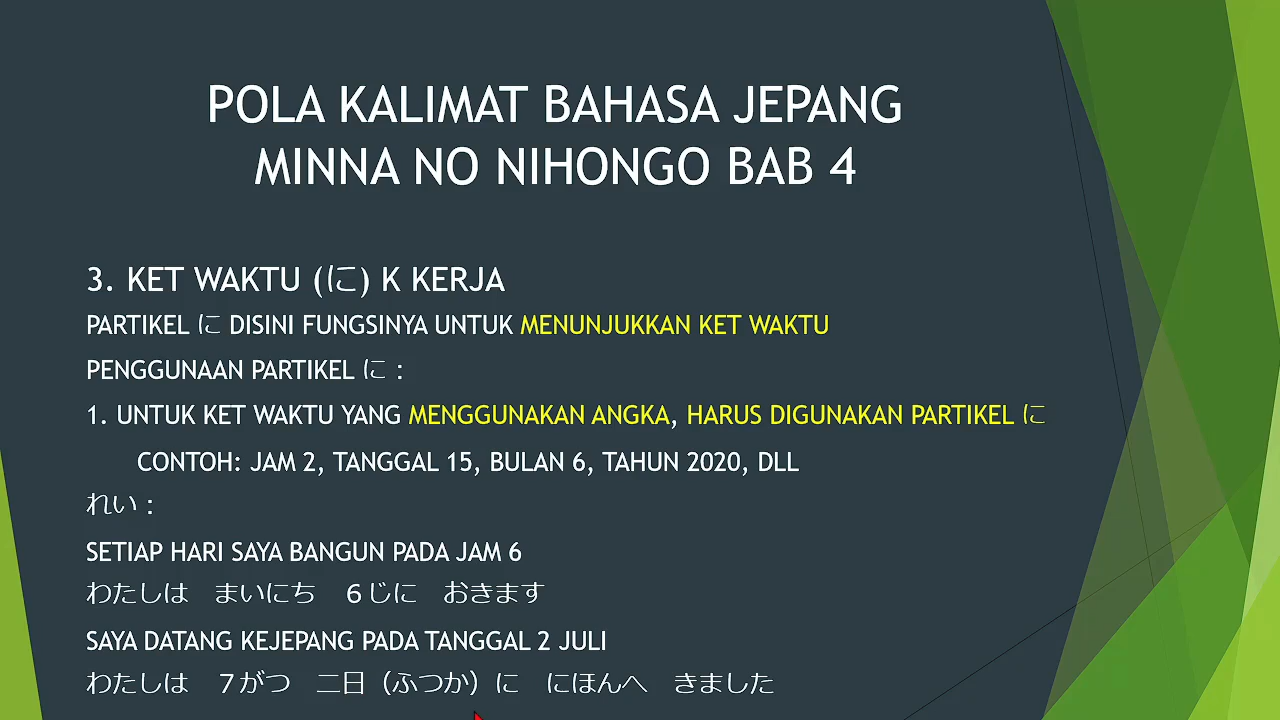 POLA KALIMAT BAHASA JEPANG
MINNA NO NIHONGO BAB 4
3. KET WAKTU (に) K KERJA
PARTIKEL に DISINI FUNGSINYA UNTUK MENUNJUKKAN KET WAKTU
PENGGUNAAN PARTIKEL に :
1. UNTUK KET WAKTU YANG MENGGUNAKAN ANGKA, HARUS DIGUNAKAN PARTIKEL に
CONTOH: JAM 2, TANGGAL 15, BULAN 6, TAHUN 2020, DLL
れい :
SETIAP HARI SAYA BANGUN PADA JAM 6
わたしは　まいにち　６じに　おきます
SAYA DATANG KEJEPANG PADA TANGGAL 2 JULI
わたしは　７がつ　二日（ふつか）に　にほんへ　きました